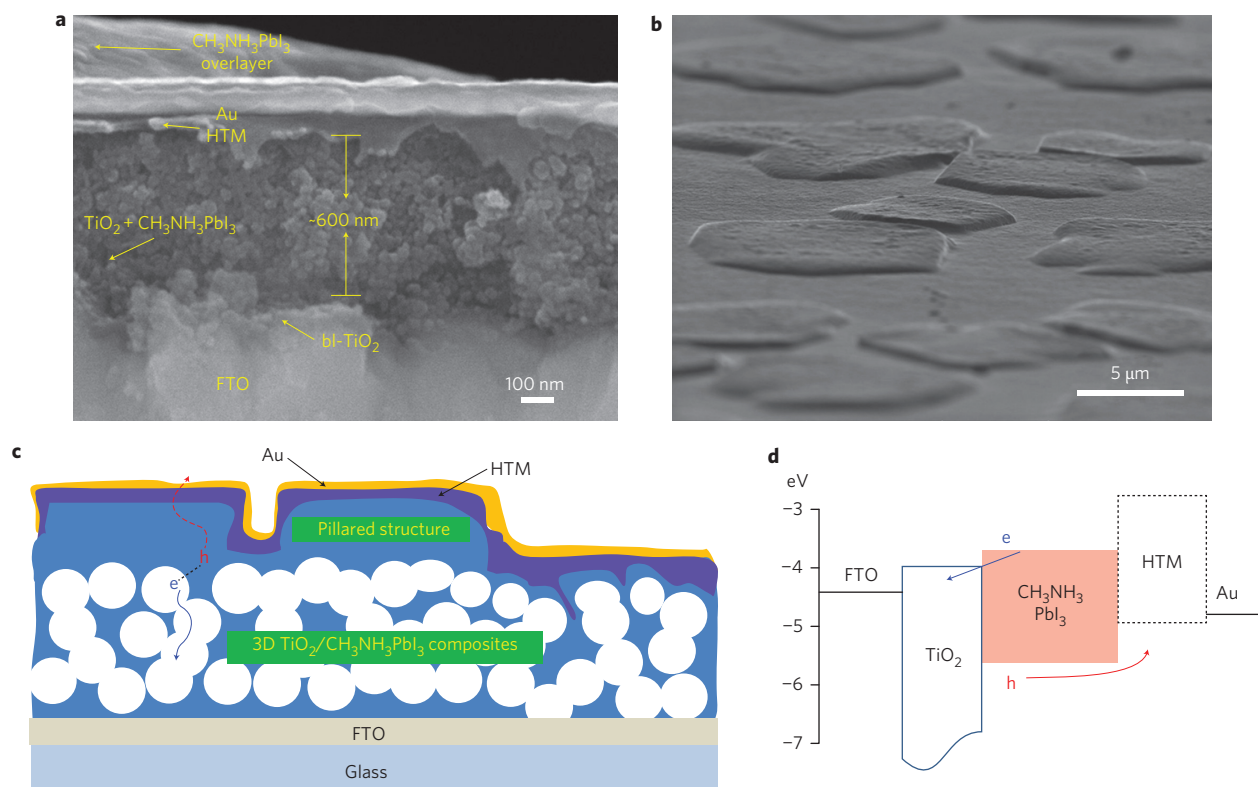 a
CH₃NH₃PbI₃
overlayer
Au
HTM
TiO₂ + CH₃NH₃PbI₃
~600 nm
bl-TiO₂
FTO
100 nm
b
5 µm
c
Au
HTM
Pillared structure
h
e
3D TiO₂/CH₃NH₃PbI₃ composites
FTO
Glass
d
eV
−3
−4
−5
−6
−7
FTO
TiO₂
e
CH₃NH₃
PbI₃
h
HTM
Au